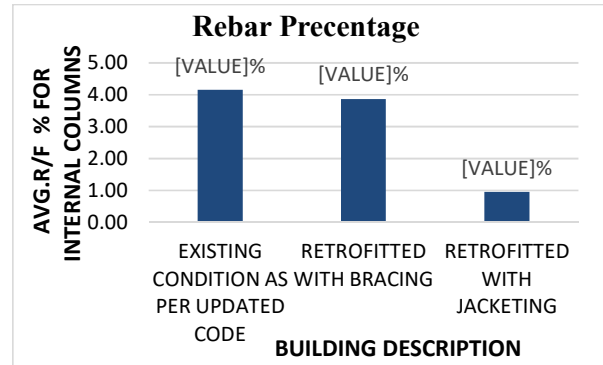 Rebar Precentage
AVG.R/F % FOR
INTERNAL COLUMNS
5.00
4.00
3.00
2.00
1.00
0.00
[VALUE]%
[VALUE]%
[VALUE]%
EXISTING
CONDITION AS
PER UPDATED
CODE
RETROFITTED
WITH BRACING
RETROFITTED
WITH
JACKETING
BUILDING DESCRIPTION